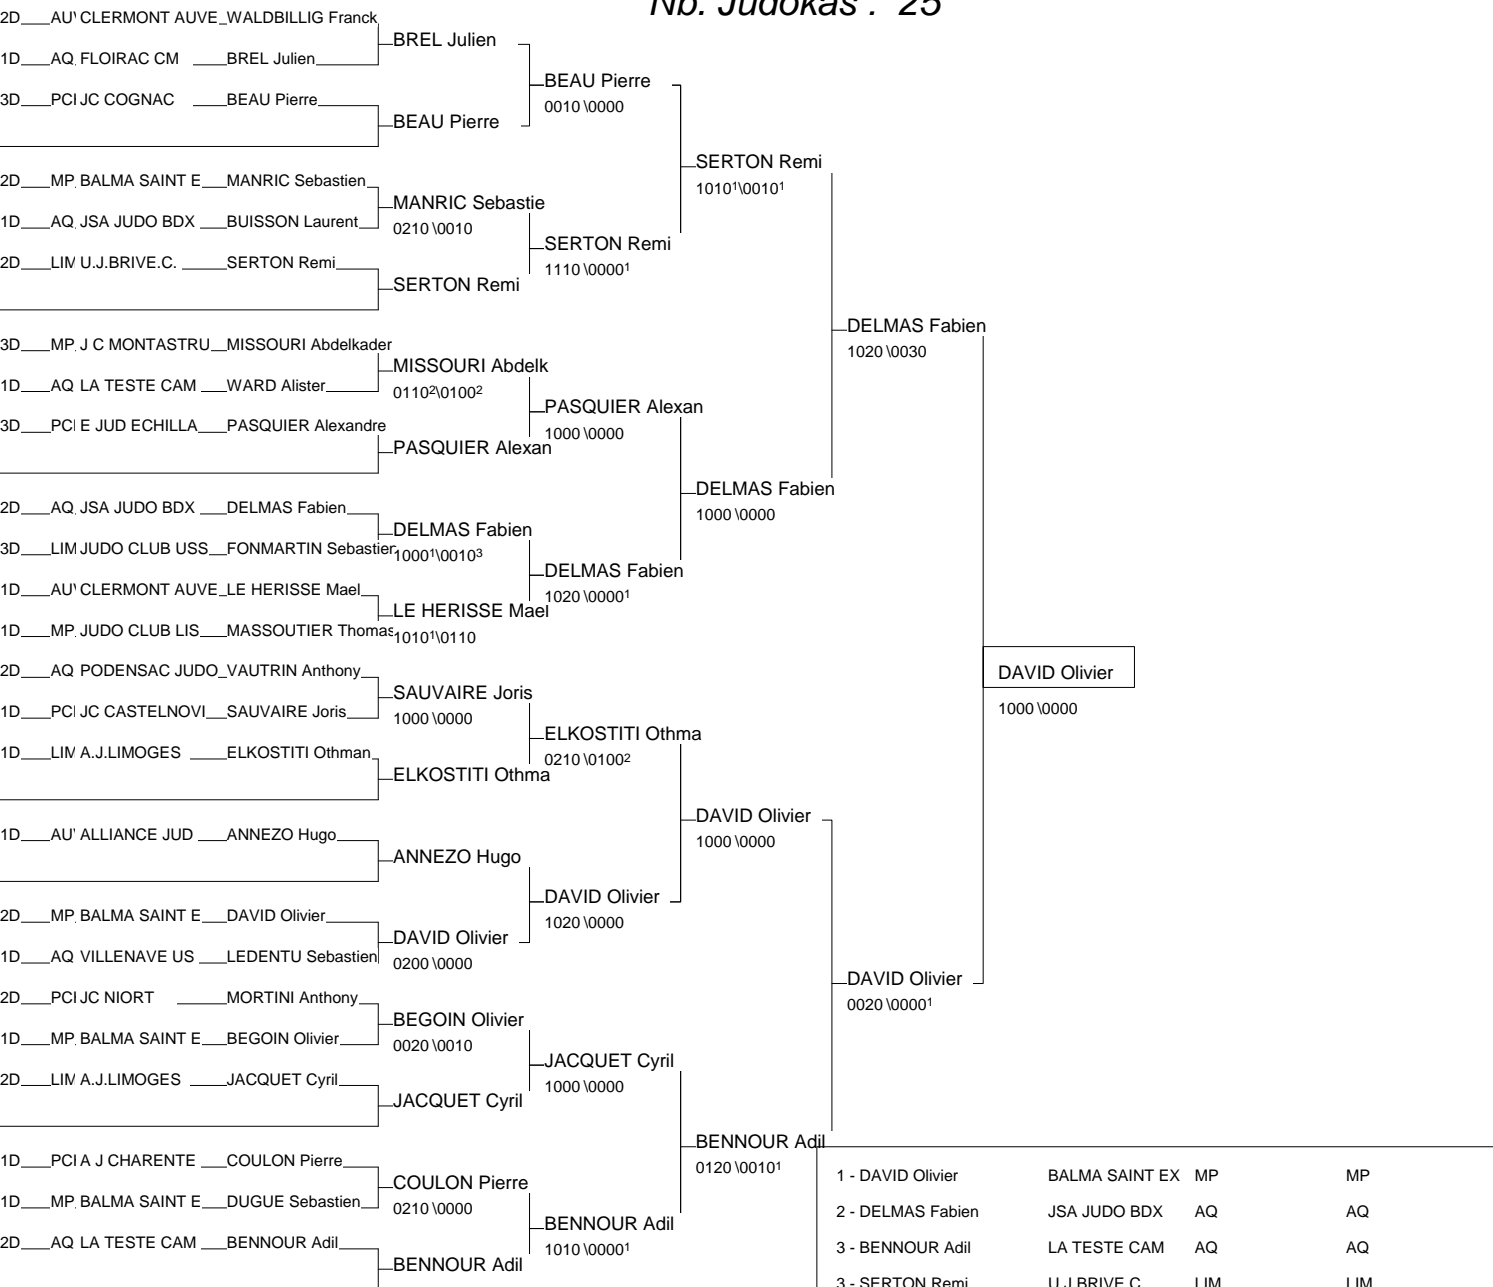 Nb. Judokas : 25
2D AUV CLERMONT AUVE WALDBILLIG Franck
1D AQ FLOIRAC CM BREL Julien
3D PCI JC COGNAC BEAU Pierre
2D MP BALMA SAINT E MANRIC Sebastien
1D AQ JSA JUDO BDX BUISSON Laurent
2D LIM U.J.BRIVE.C. SERTON Remi
3D MP J C MONTASTRU MISSOURI Abdelkader
1D AQ LA TESTE CAM WARD Alister
3D PCI E JUD ECHILLA PASQUIER Alexandre
2D AQ JSA JUDO BDX DELMAS Fabien
3D LIM JUDO CLUB USS FONMARTIN Sebastien
1D AUV CLERMONT AUVE LE HERISSE Mael
1D MP JUDO CLUB LIS MASSOUTIER Thomas
2D AQ PODENSAC JUDO VAUTRIN Anthony
1D PCI JC CASTELNOVI SAUVAIRE Joris
1D LIM A.J.LIMOGES ELKOSTITI Othman
1D AUV ALLIANCE JUD ANNEZO Hugo
2D MP BALMA SAINT E DAVID Olivier
1D AQ VILLENAVE US LEDENTU Sebastien
2D PCI JC NIORT MORTINI Anthony
1D MP BALMA SAINT E BEGOIN Olivier
2D LIM A.J.LIMOGES JACQUET Cyril
1D PCI A J CHARENTE COULON Pierre
1D MP BALMA SAINT E DUGUE Sebastien
2D AQ LA TESTE CAM BENNOUR Adil
BREL Julien
BEAU Pierre
MANRIC Sebastie
0210 \0010
SERTON Remi
MISSOURI Abdelk
0110²\0100²
PASQUIER Alexan
DELMAS Fabien
1000¹\0010³
LE HERISSE Mael
1010¹\0110
SAUVAIRE Joris
1000 \0000
ELKOSTITI Othma
ANNEZO Hugo
DAVID Olivier
0200 \0000
BEGOIN Olivier
0020 \0010
JACQUET Cyril
COULON Pierre
0210 \0000
BENNOUR Adil
BEAU Pierre
0010 \0000
SERTON Remi
1110 \0000¹
PASQUIER Alexan
1000 \0000
DELMAS Fabien
1020 \0000¹
ELKOSTITI Othma
0210 \0100²
DAVID Olivier
1020 \0000
JACQUET Cyril
1000 \0000
BENNOUR Adil
1010 \0000¹
SERTON Remi
1010¹\0010¹
DELMAS Fabien
1000 \0000
DAVID Olivier
1000 \0000
BENNOUR Adil
0120 \0010¹
DELMAS Fabien
1020 \0030
DAVID Olivier
0020 \0000¹
DAVID Olivier
1000 \0000
1 - DAVID Olivier BALMA SAINT EX MP MP
2 - DELMAS Fabien JSA JUDO BDX AQ AQ
3 - BENNOUR Adil LA TESTE CAM AQ AQ
3 - SERTON Remi U.J.BRIVE.C. LIM LIM